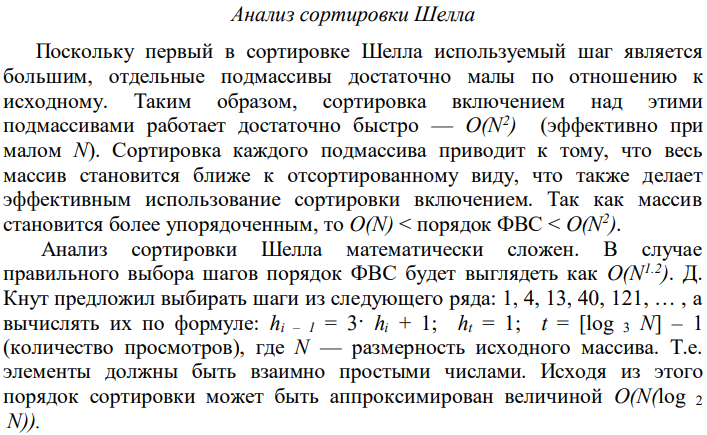 Анализ сортировки Шелла
Поскольку первый в сортировке Шелла используемый шаг является
большим, отдельные подмассивы достаточно малы по отношению к
исходному. Таким образом, сортировка включением над этими
подмассивами работает достаточно быстро — O(N²) (эффективно при
малом N). Сортировка каждого подмассива приводит к тому, что весь
массив становится ближе к отсортированному виду, что также делает
эффективным использование сортировки включением. Так как массив
становится более упорядоченным, то O(N) < порядок ФВС < O(N²).
Анализ сортировки Шелла математически сложен. В случае
правильного выбора шагов порядок ФВС будет выглядеть как O(N^1.2). Д.
Кнут предложил выбирать шаги из следующего ряда: 1, 4, 13, 40, 121, … , а
вычислять их по формуле: h_i – 1 = 3· h_i + 1; h_t = 1; t = [log 3 N] – 1
(количество просмотров), где N — размерность исходного массива. Т.е.
элементы должны быть взаимно простыми числами. Исходя из этого
порядок сортировки может быть аппроксимирован величиной O(N(log 2
N)).